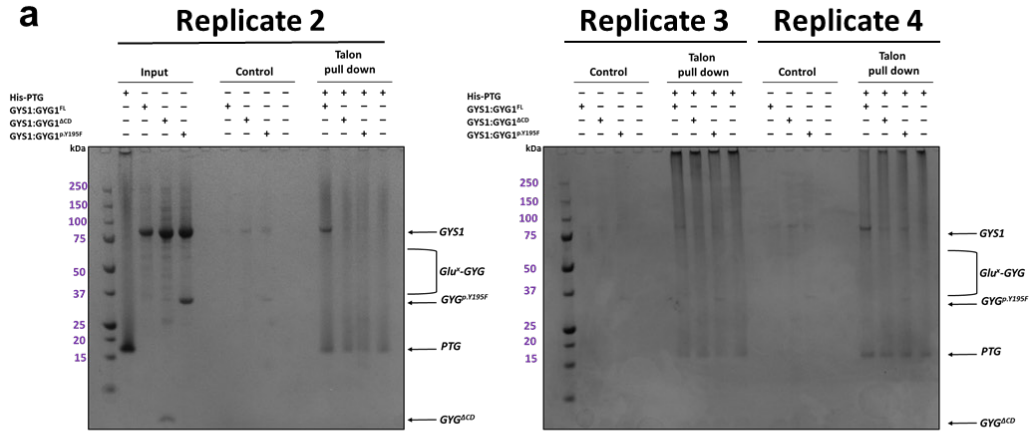 a
Replicate 2
Input
Control
Talon
pull down
His-PTG + − − − − − − − + + + +
GYS1:GYG1FL − + − − + − − − + − − −
GYS1:GYG1ΔCD − − + − − + − − − + − −
GYS1:GYG1p.Y195F − − − + − − + − − − + −
kDa
250
150
100
75
50
37
25
20
15
GYS1
Glux-GYG
GYGp.Y195F
PTG
GYGΔCD
Replicate 3
Replicate 4
Control
Talon
pull down
Control
Talon
pull down
His-PTG − − − − + + + + − − − − + + + +
GYS1:GYG1FL + − − − + − − − + − − − + − − −
GYS1:GYG1ΔCD − + − − − + − − − + − − − + − −
GYS1:GYG1p.Y195F − − + − − − + − − − + − − − + −
kDa
250
150
100
75
50
37
25
20
15
GYS1
Glux-GYG
GYGp.Y195F
PTG
GYGΔCD